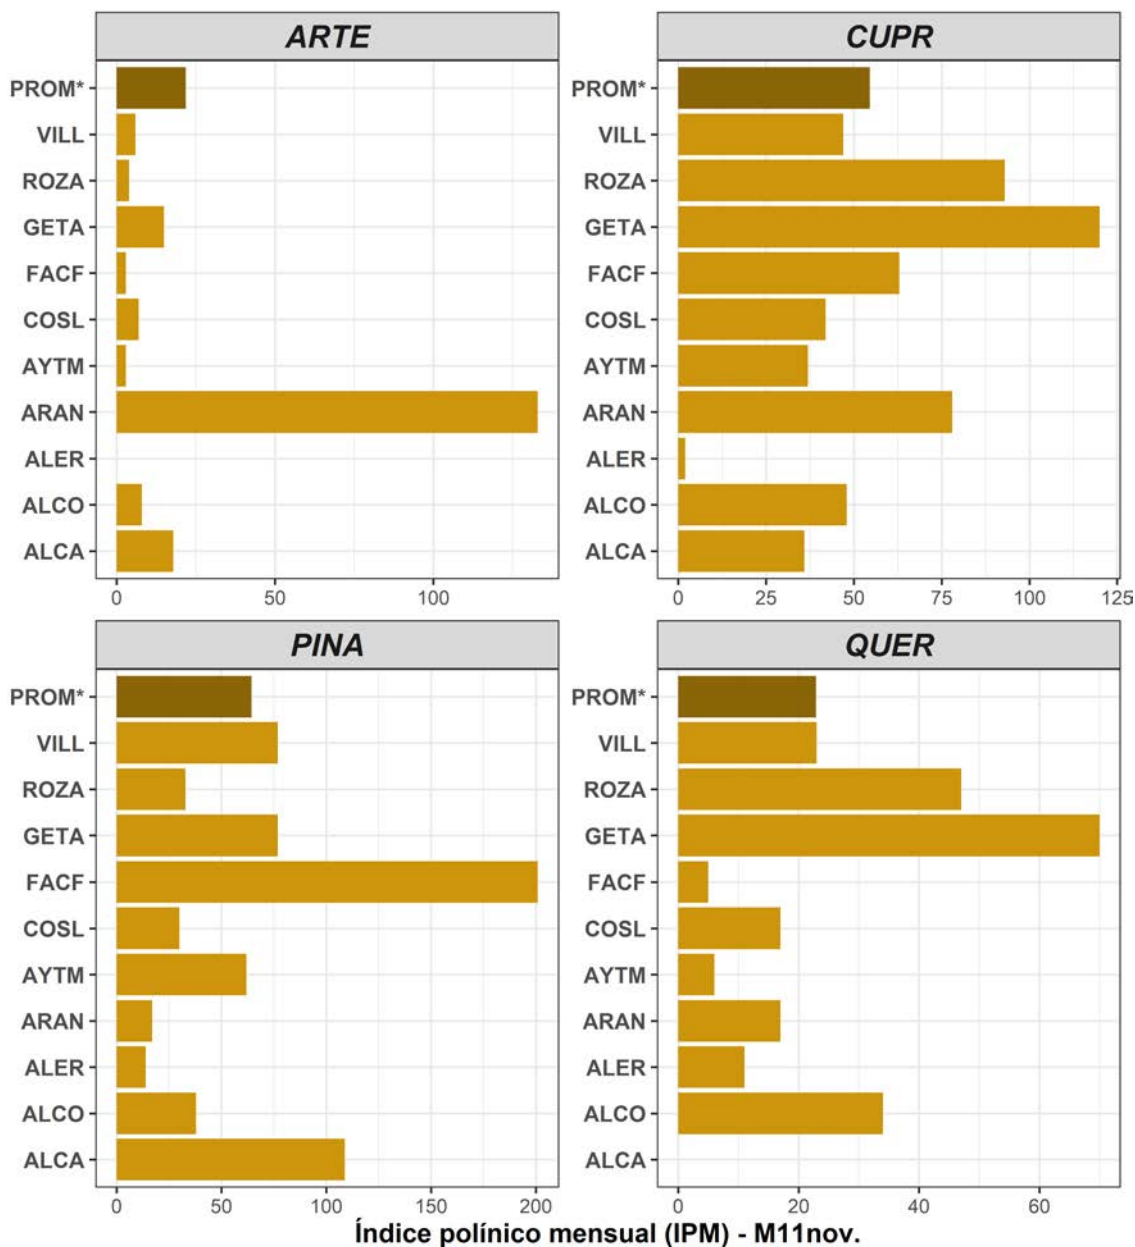 ARTE
CUPR
PROM*
VILL
ROZA
GETA
FACF
COSL
AYTM
ARAN
ALER
ALCO
ALCA
0 50 100
PROM*
VILL
ROZA
GETA
FACF
COSL
AYTM
ARAN
ALER
ALCO
ALCA
0 25 50 75 100 125
PINA
QUER
PROM*
VILL
ROZA
GETA
FACF
COSL
AYTM
ARAN
ALER
ALCO
ALCA
0 50 100 150 200
PROM*
VILL
ROZA
GETA
FACF
COSL
AYTM
ARAN
ALER
ALCO
ALCA
0 20 40 60
Índice polínico mensual (IPM) - M11nov.